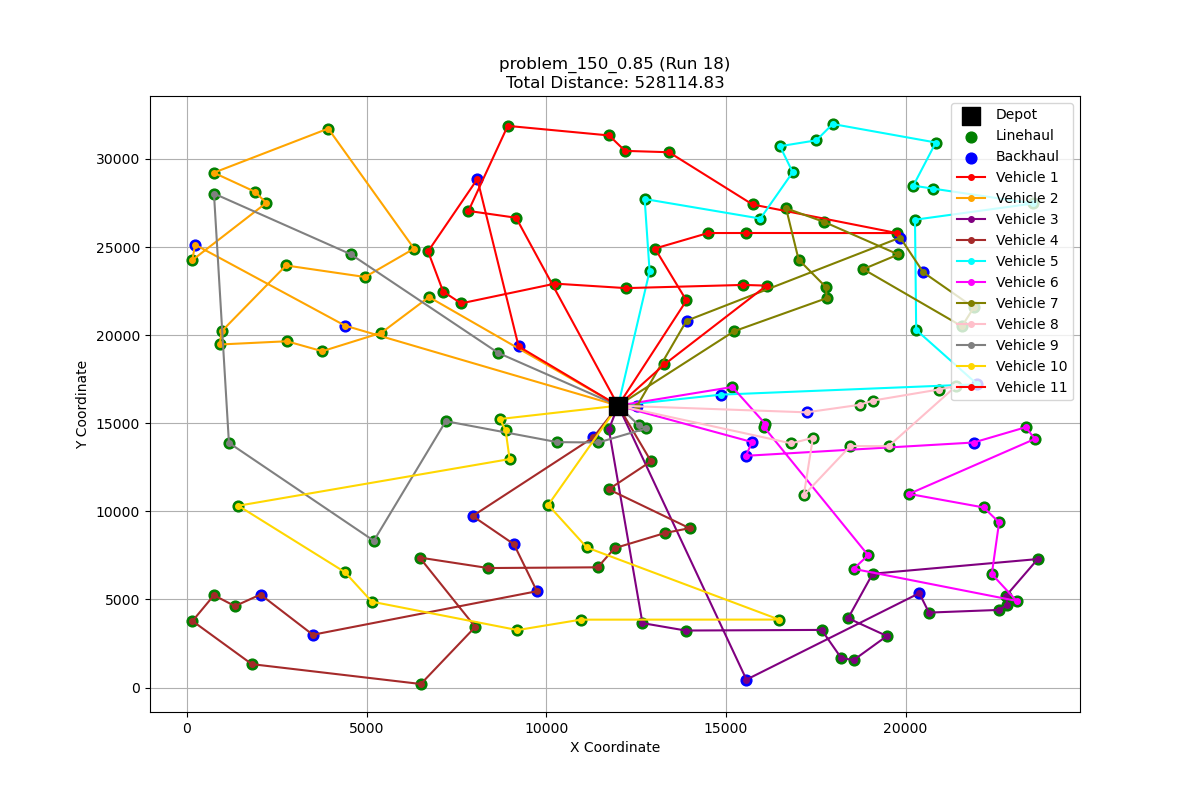 problem_150_0.85 (Run 18)
Total Distance: 528114.83
Y Coordinate
30000
25000
20000
15000
10000
5000
0
0 5000 10000 15000 20000
X Coordinate
Depot
Linehaul
Backhaul
Vehicle 1
Vehicle 2
Vehicle 3
Vehicle 4
Vehicle 5
Vehicle 6
Vehicle 7
Vehicle 8
Vehicle 9
Vehicle 10
Vehicle 11